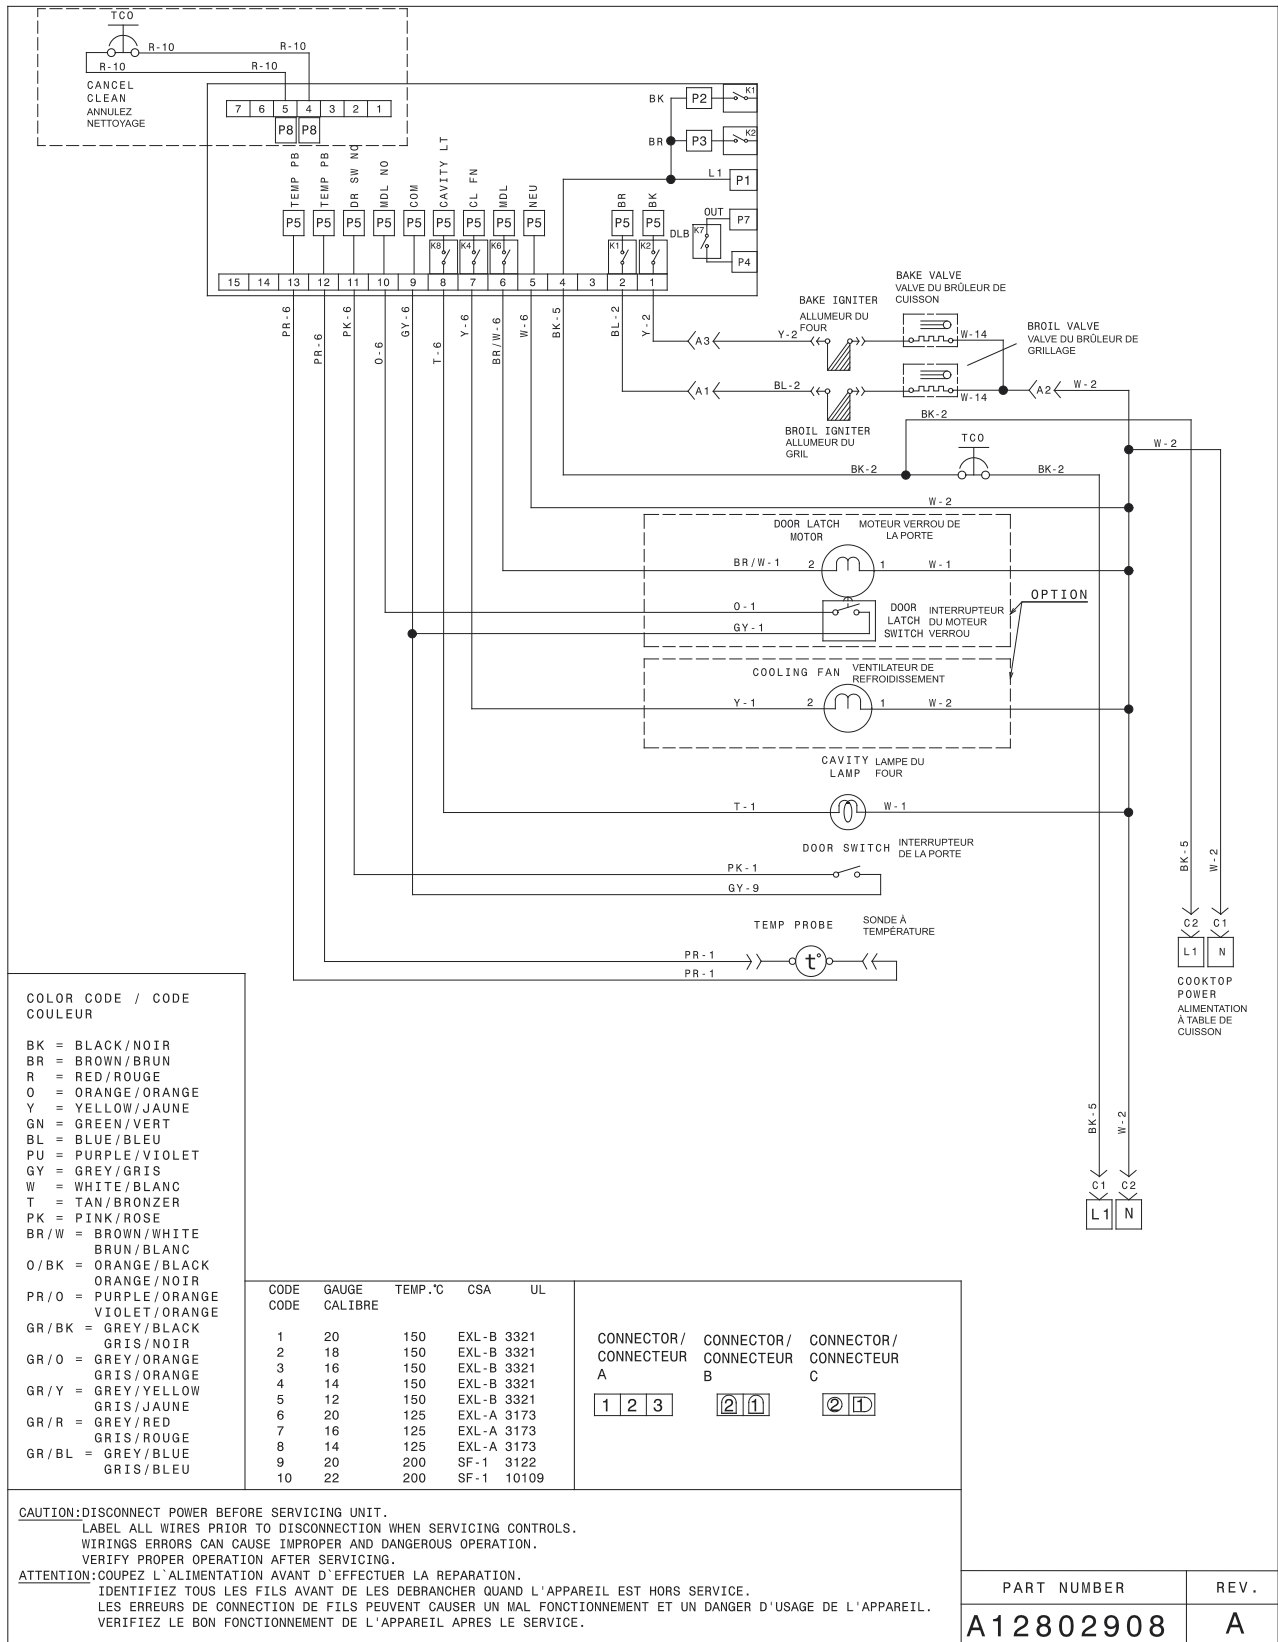 TCO
R-10 R-10
R-10 R-10
CANCEL
CLEAN
ANNULEZ
NETTOYAGE
7 6 5 4 3 2 1
P8 P8
BK P2 K1
BR P3 K2
L1 P1
OUT P7
DLB K7
P4
TEMP PB
TEMP PB
DR SW NO
MDL NO
COM
CAVITY LT
CL FN
MDL
NEU
BR
BK
P5 P5 P5 P5 P5 P5 P5 P5 P5 P5 P5
K8 K4 K6 K1 K2
15 14 13 12 11 10 9 8 7 6 5 4 3 2 1
PR-6
PR-6
PK-6
O-6
GY-6
T-6
Y-6
BR/W-6
W-6
BK-5
BL-2
Y-2
BAKE VALVE
VALVE DU BRÛLEUR DE
CUISSON
BAKE IGNITER
ALLUMEUR DU
FOUR
BROIL VALVE
VALVE DU BRÛLEUR DE
GRILLAGE
A3 Y-2 W-14
A1 BL-2 W-14 A2 W-2
BROIL IGNITER
ALLUMEUR DU
GRIL
BK-2
TCO
W-2
BK-2 BK-2
W-2
DOOR LATCH
MOTOR
MOTEUR VERROU DE
LA PORTE
BR/W-1 2 1 W-1
OPTION
O-1
GY-1
DOOR
LATCH
SWITCH
INTERRUPTEUR
DU MOTEUR
VERROU
COOLING FAN
VENTILATEUR DE
REFROIDISSEMENT
Y-1 2 1 W-2
CAVITY
LAMP
LAMPE DU
FOUR
T-1 W-1
DOOR SWITCH
INTERRUPTEUR
DE LA PORTE
PK-1
GY-9
TEMP PROBE
SONDE À
TEMPÉRATURE
PR-1
t°
PR-1
BK-5
W-2
C2 C1
L1 N
COOKTOP
POWER
ALIMENTATION
À TABLE DE
CUISSON
BK-5
W-2
C1 C2
L1 N
COLOR CODE / CODE
COULEUR
BK = BLACK/NOIR
BR = BROWN/BRUN
R = RED/ROUGE
O = ORANGE/ORANGE
Y = YELLOW/JAUNE
GN = GREEN/VERT
BL = BLUE/BLEU
PU = PURPLE/VIOLET
GY = GREY/GRIS
W = WHITE/BLANC
T = TAN/BRONZER
PK = PINK/ROSE
BR/W = BROWN/WHITE
BRUN/BLANC
O/BK = ORANGE/BLACK
ORANGE/NOIR
PR/O = PURPLE/ORANGE
VIOLET/ORANGE
GR/BK = GREY/BLACK
GRIS/NOIR
GR/O = GREY/ORANGE
GRIS/ORANGE
GR/Y = GREY/YELLOW
GRIS/JAUNE
GR/R = GREY/RED
GRIS/ROUGE
GR/BL = GREY/BLUE
GRIS/BLEU
CODE GAUGE TEMP.°C CSA UL
CODE CALIBRE
1 20 150 EXL-B 3321
2 18 150 EXL-B 3321
3 16 150 EXL-B 3321
4 14 150 EXL-B 3321
5 12 150 EXL-B 3321
6 20 125 EXL-A 3173
7 16 125 EXL-A 3173
8 14 125 EXL-A 3173
9 20 200 SF-1 3122
10 22 200 SF-1 10109
CONNECTOR/ CONNECTOR/ CONNECTOR/
CONNECTEUR CONNECTEUR CONNECTEUR
A B C
1 2 3 2 1 2 1
CAUTION:DISCONNECT POWER BEFORE SERVICING UNIT.
LABEL ALL WIRES PRIOR TO DISCONNECTION WHEN SERVICING CONTROLS.
WIRINGS ERRORS CAN CAUSE IMPROPER AND DANGEROUS OPERATION.
VERIFY PROPER OPERATION AFTER SERVICING.
ATTENTION:COUPEZ L`ALIMENTATION AVANT D`EFFECTUER LA REPARATION.
IDENTIFIEZ TOUS LES FILS AVANT DE LES DEBRANCHER QUAND L'APPAREIL EST HORS SERVICE.
LES ERREURS DE CONNECTION DE FILS PEUVENT CAUSER UN MAL FONCTIONNEMENT ET UN DANGER D'USAGE DE L'APPAREIL.
VERIFIEZ LE BON FONCTIONNEMENT DE L'APPAREIL APRES LE SERVICE.
PART NUMBER REV.
A12802908 A